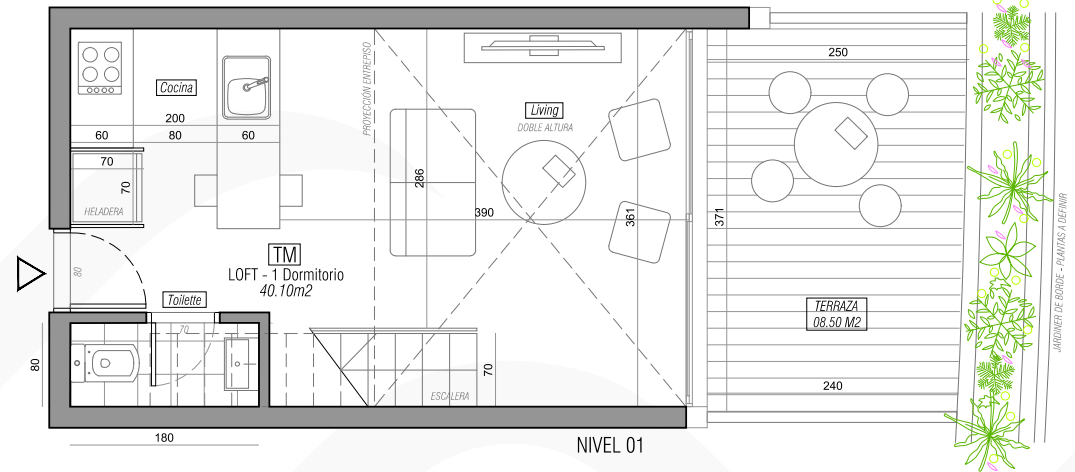 PROYECCIÓN ENTREPISO
250
Cocina
Living
DOBLE ALTURA
200
60
80
60
70
70
HELADERA
286
390
361
371
80
TM
LOFT - 1 Dormitorio
40.10m2
Toilette
70
TERRAZA
08.50 M2
JARDINER DE BORDE - PLANTAS A DEFINIR
80
70
ESCALERA
240
180
NIVEL 01